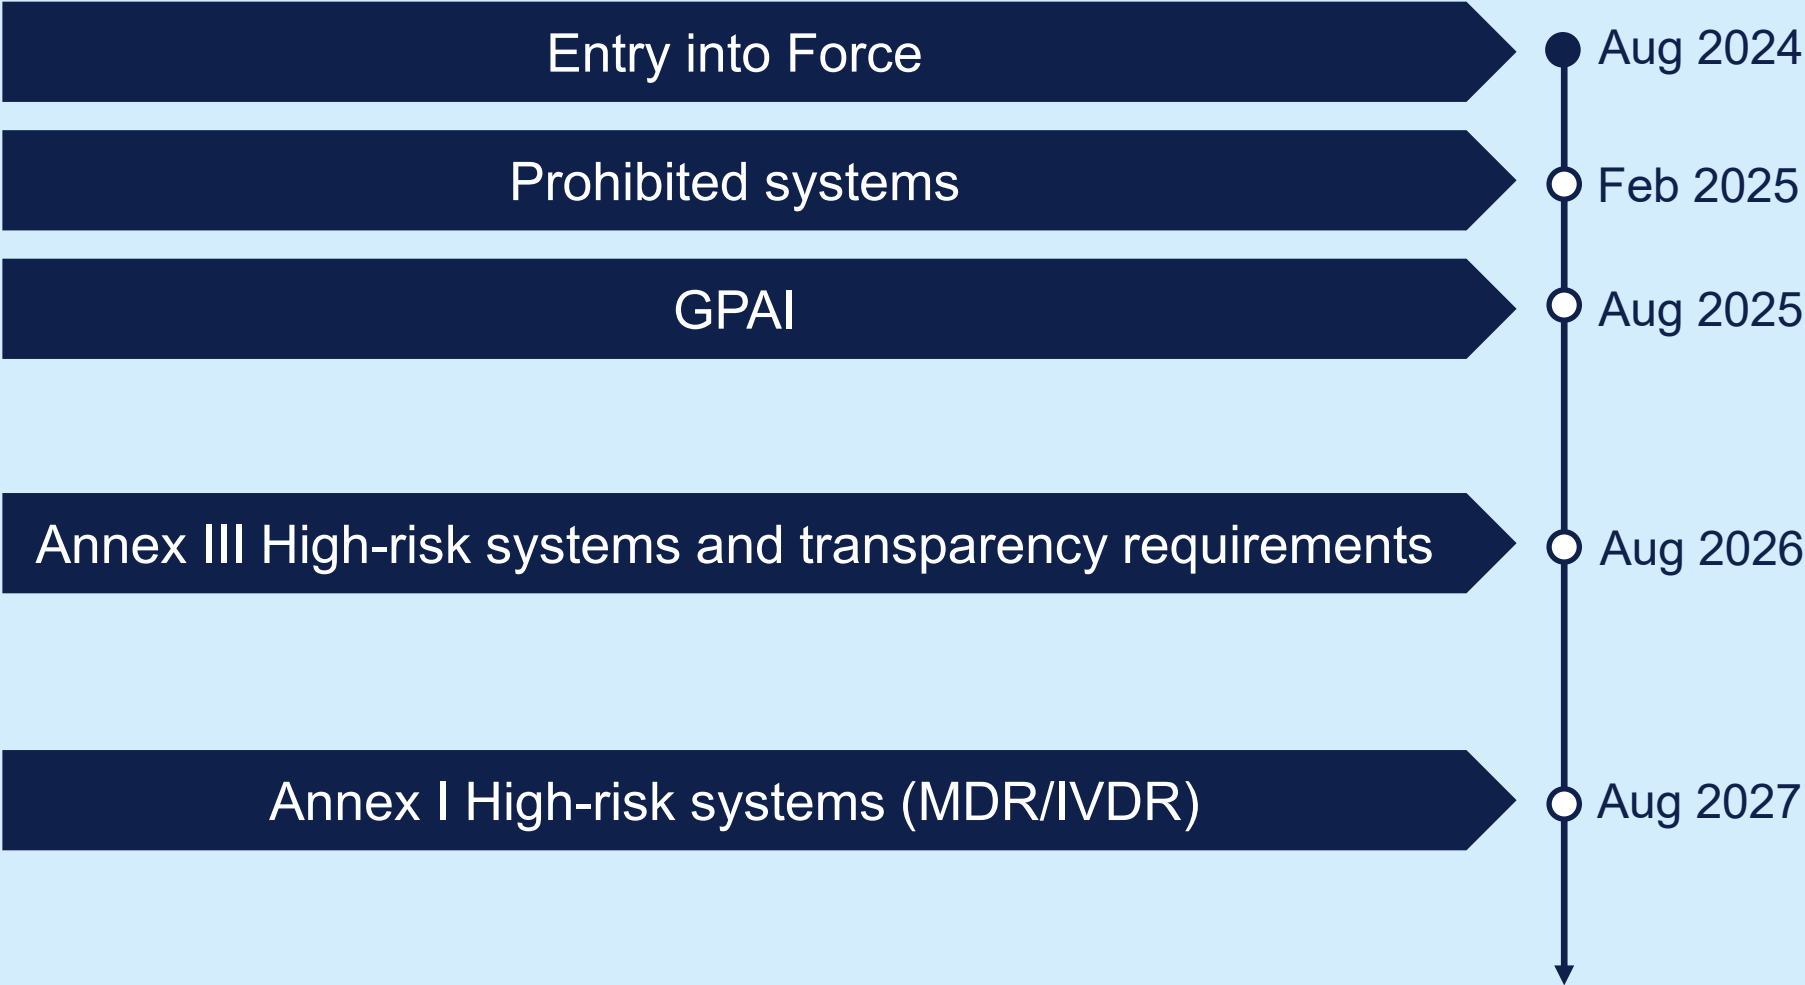 Entry into Force
Aug 2024
Prohibited systems
Feb 2025
GPAI
Aug 2025
Annex III High-risk systems and transparency requirements
Aug 2026
Annex I High-risk systems (MDR/IVDR)
Aug 2027